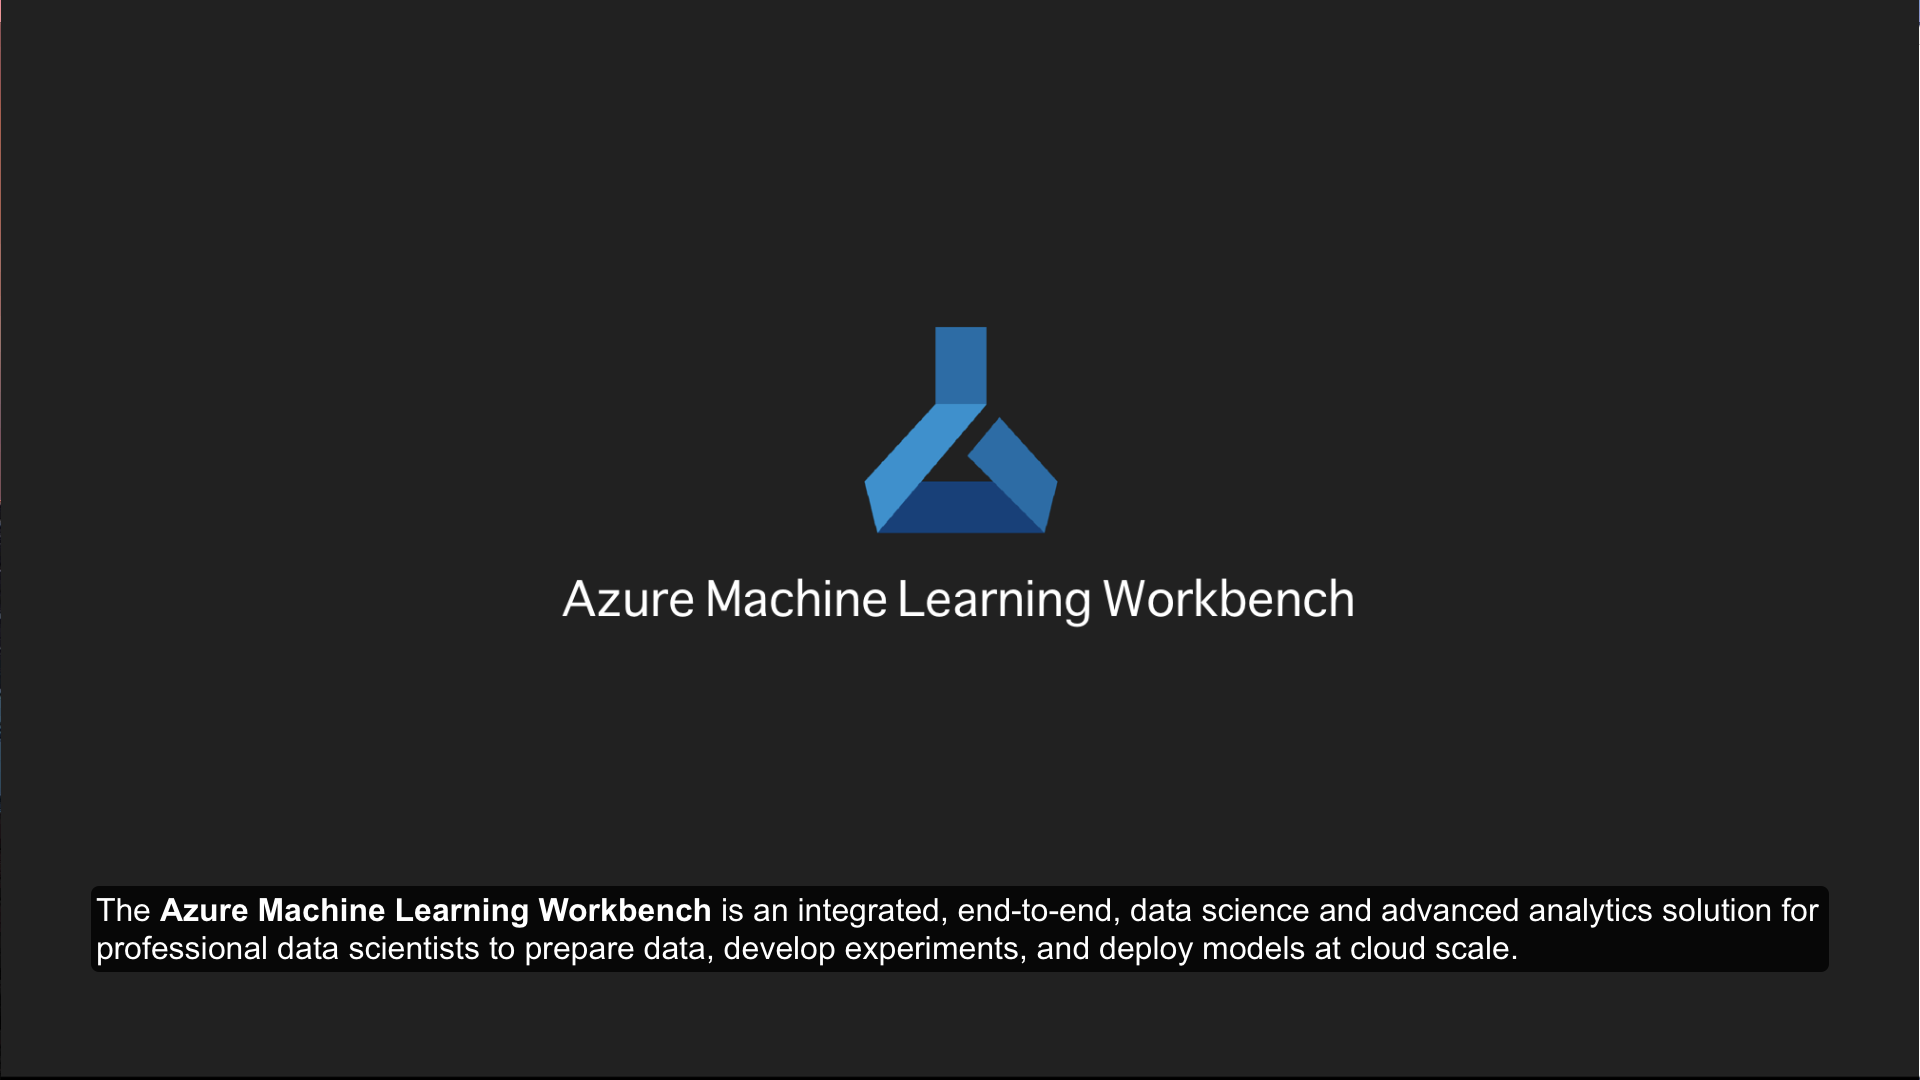 Azure Machine Learning Workbench
The Azure Machine Learning Workbench is an integrated, end-to-end, data science and advanced analytics solution for
professional data scientists to prepare data, develop experiments, and deploy models at cloud scale.